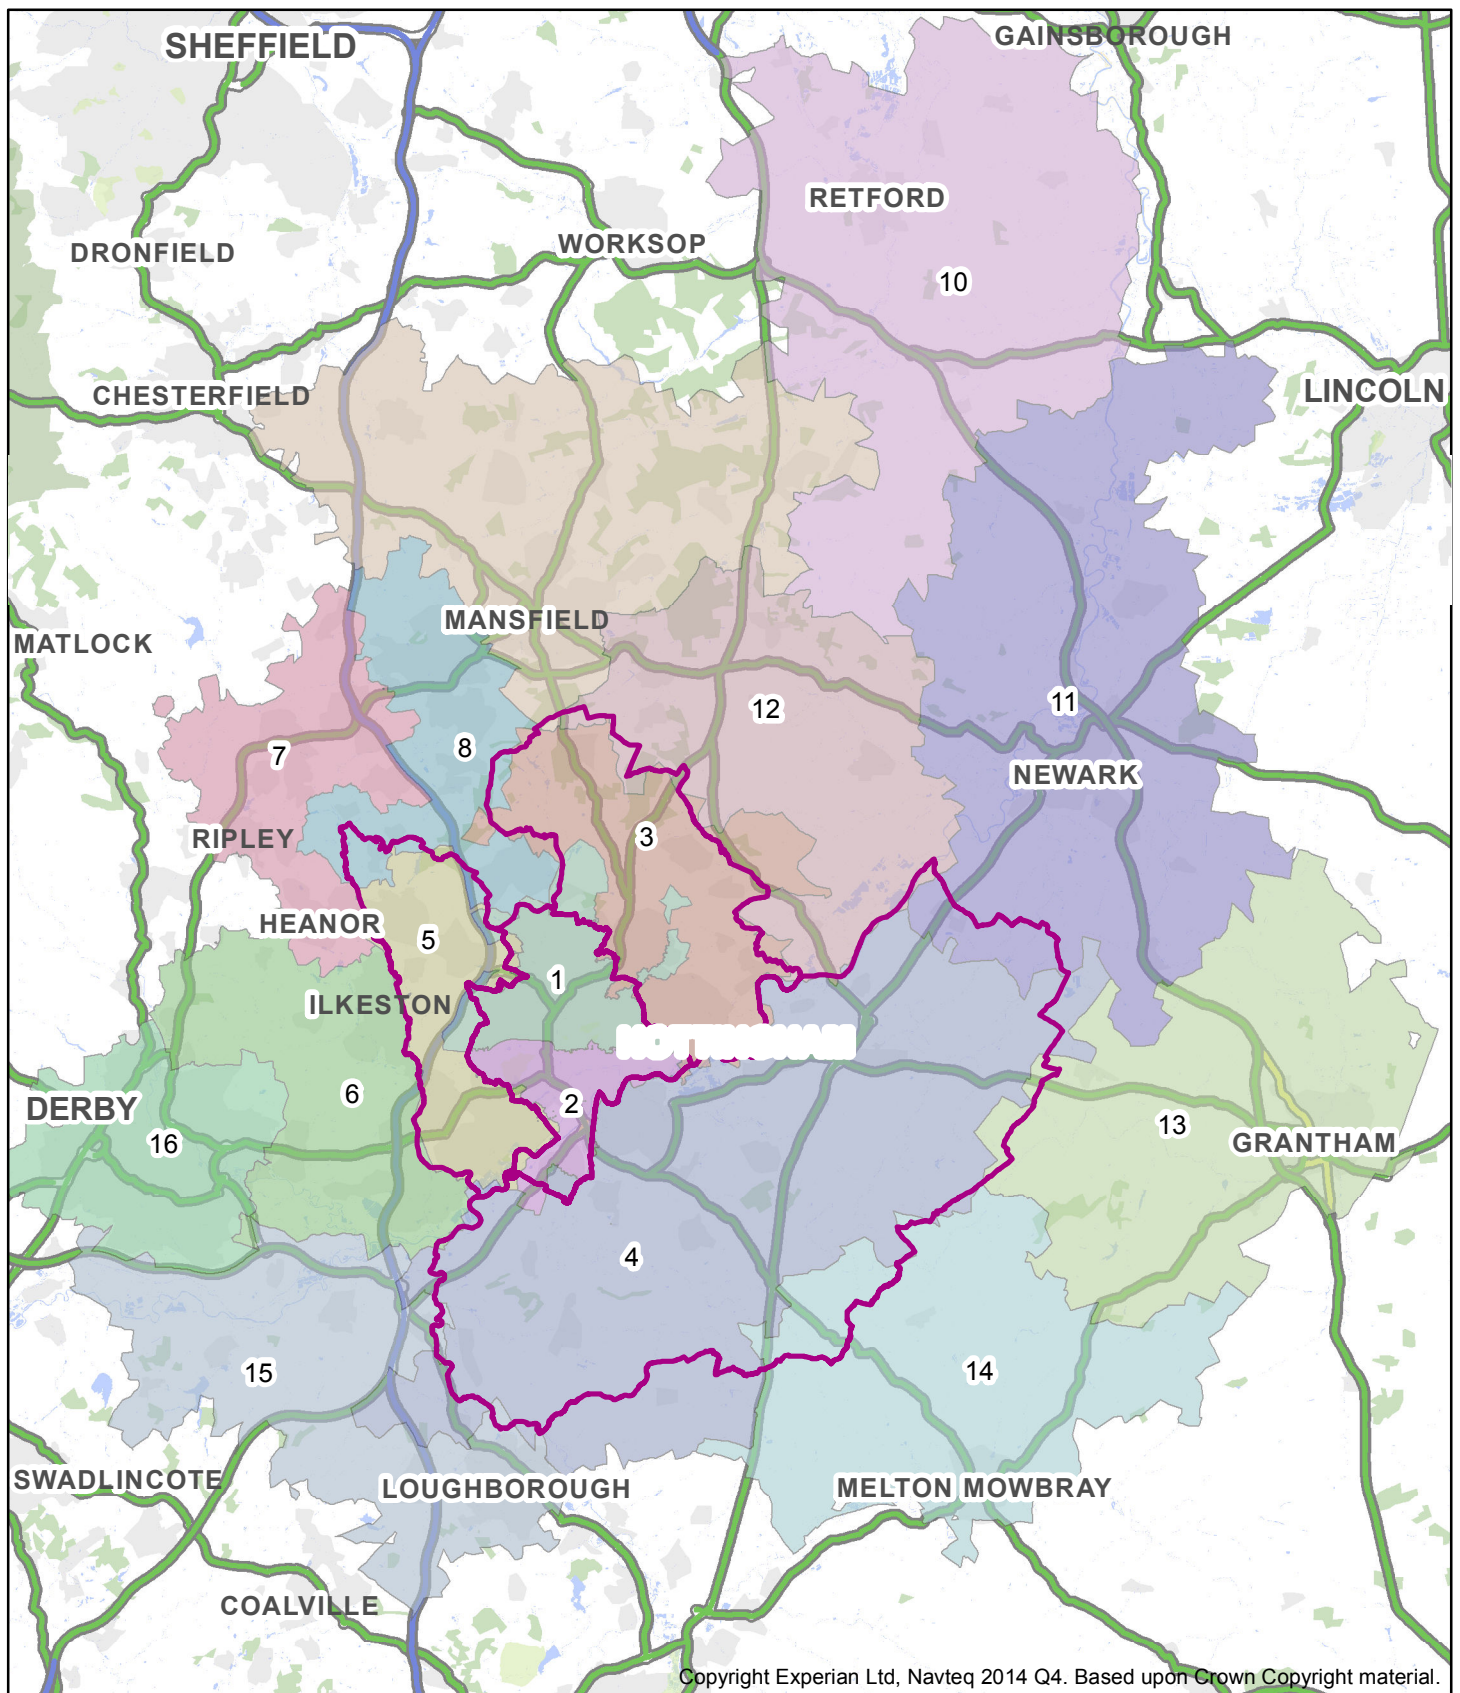 SHEFFIELD
GAINSBOROUGH
RETFORD
DRONFIELD
WORKSOP
10
CHESTERFIELD
LINCOLN
MANSFIELD
MATLOCK
11
12
7
8
NEWARK
3
RIPLEY
HEANOR
5
1
ILKESTON
NOTTINGHAM
6
2
DERBY
13
16
GRANTHAM
4
15
14
SWADLINCOTE
LOUGHBOROUGH
MELTON MOWBRAY
COALVILLE
Copyright Experian Ltd, Navteq 2014 Q4. Based upon Crown Copyright material.